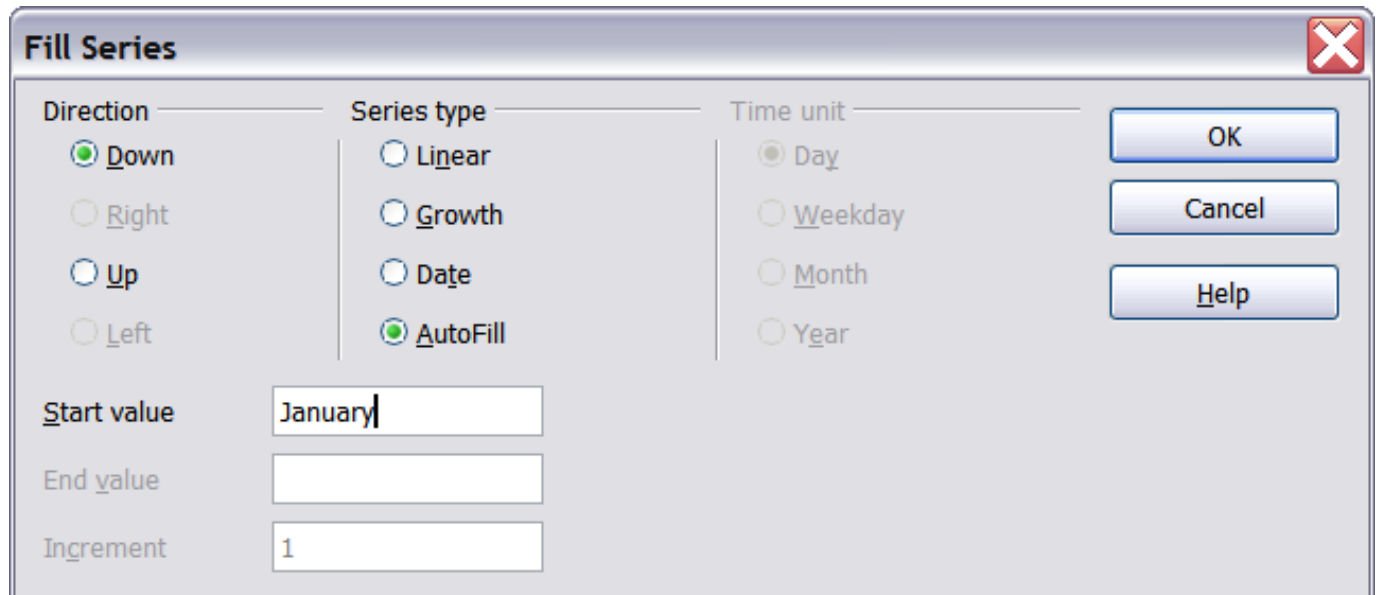 Fill Series
Direction
Down
Right
Up
Left
Series type
Linear
Growth
Date
AutoFill
Time unit
Day
Weekday
Month
Year
OK
Cancel
Help
Start value January
End value
Increment 1